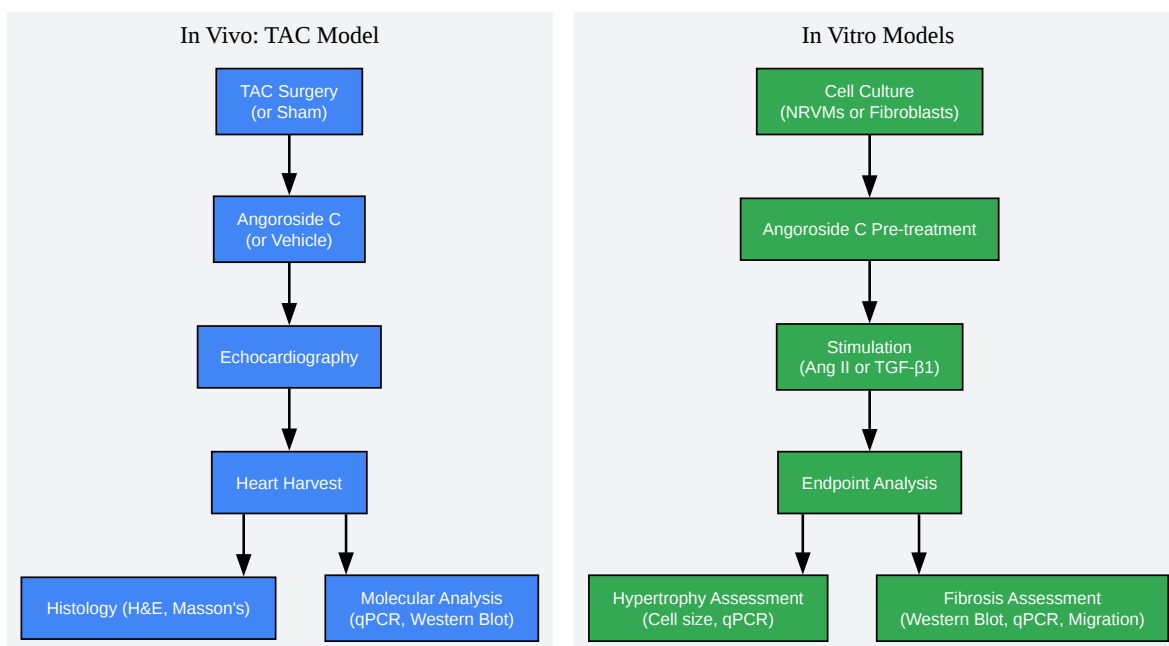 In Vivo: TAC Model
TAC Surgery
(or Sham)
Angoroside C
(or Vehicle)
Echocardiography
Heart Harvest
Histology (H&E, Masson's)
Molecular Analysis
(qPCR, Western Blot)
In Vitro Models
Cell Culture
(NRVMs or Fibroblasts)
Angoroside C Pre-treatment
Stimulation
(Ang II or TGF-β1)
Endpoint Analysis
Hypertrophy Assessment
(Cell size, qPCR)
Fibrosis Assessment
(Western Blot, qPCR, Migration)